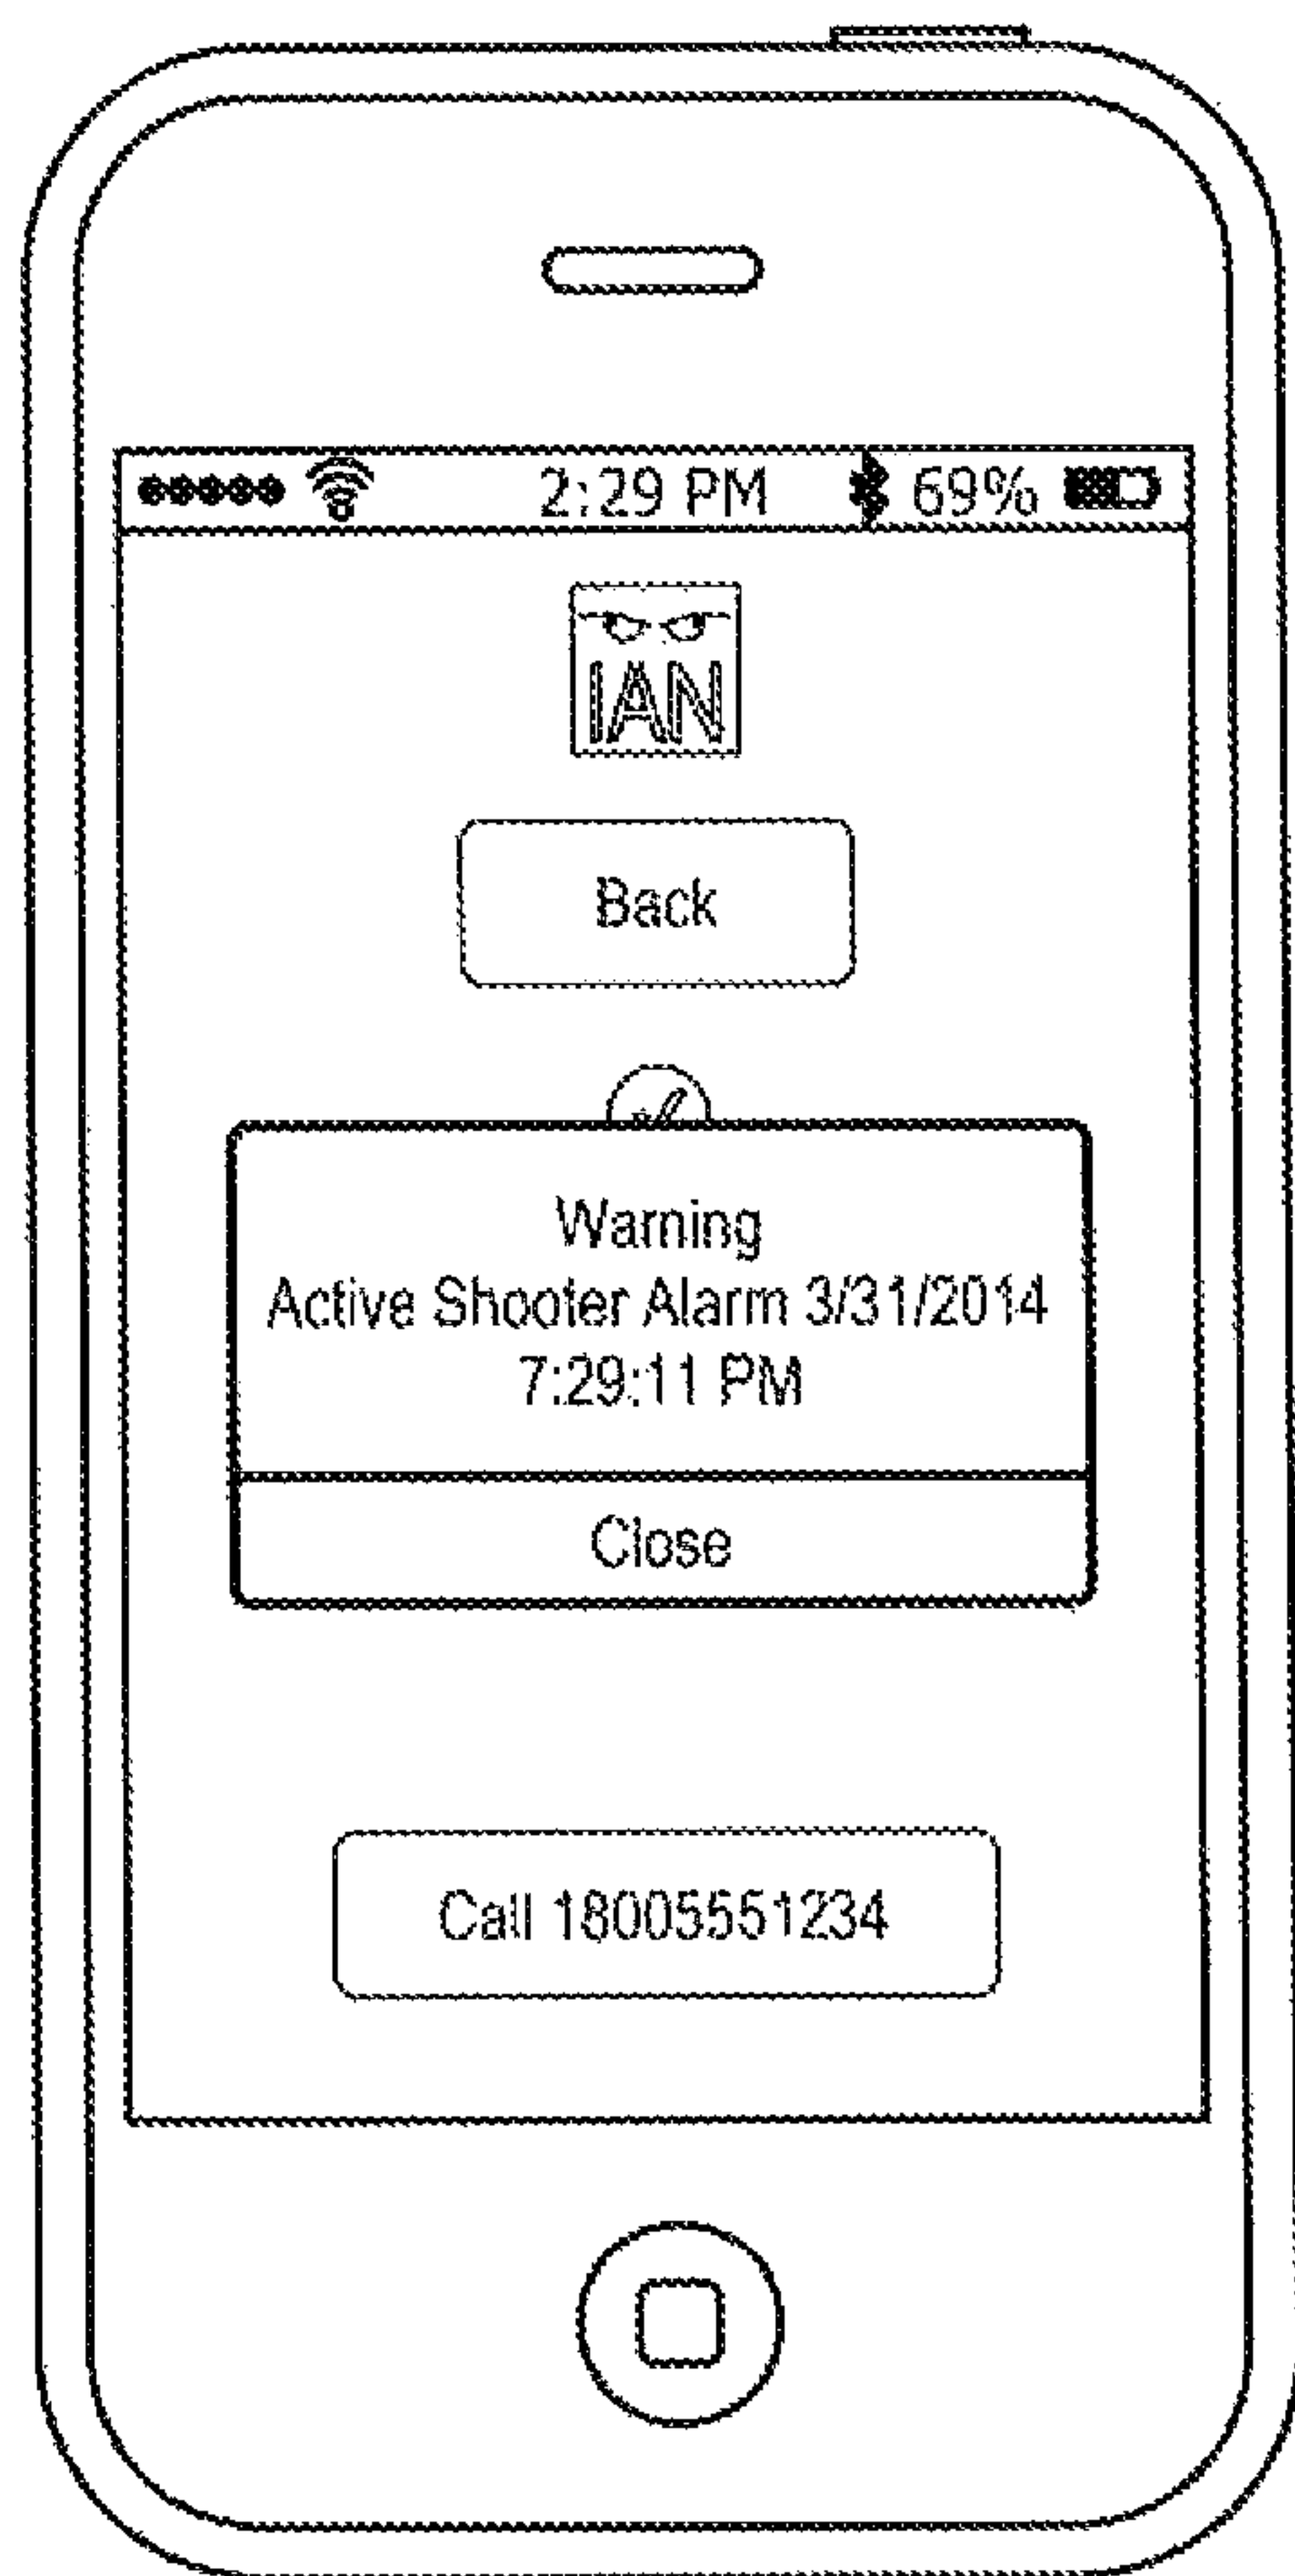 2:29 PM 69%
IAN
Back
Warning
Active Shooter Alarm 3/31/2014
7:29:11 PM
Close
Call 18005551234